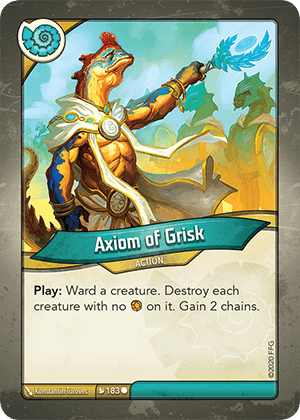 Axiom of Grisk
ACTION
Play: Ward a creature. Destroy each
creature with no on it. Gain 2 chains.
©2020 FFG
Konstantin Turovec
183